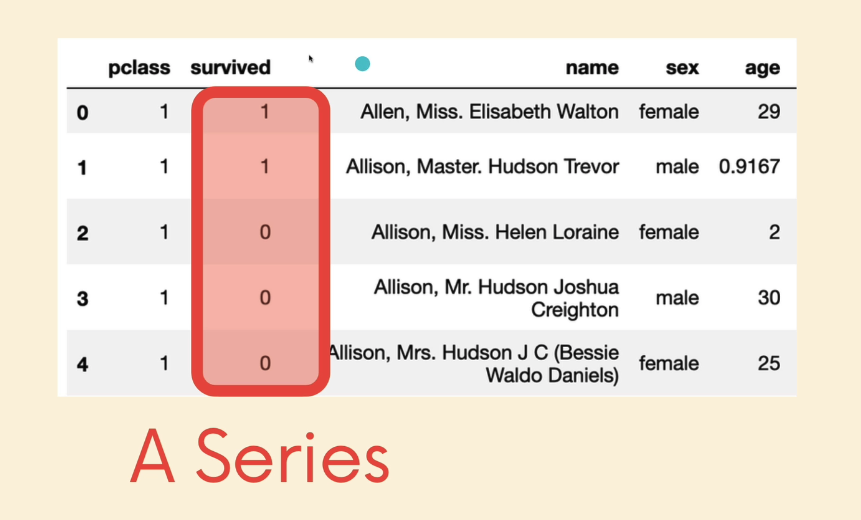 pclass survived name sex age
0 1 1 Allen, Miss. Elisabeth Walton female 29
1 1 1 Allison, Master. Hudson Trevor male 0.9167
2 1 0 Allison, Miss. Helen Loraine female 2
3 1 0 Allison, Mr. Hudson Joshua
Creighton male 30
4 1 0 Allison, Mrs. Hudson J C (Bessie
Waldo Daniels) female 25
A Series